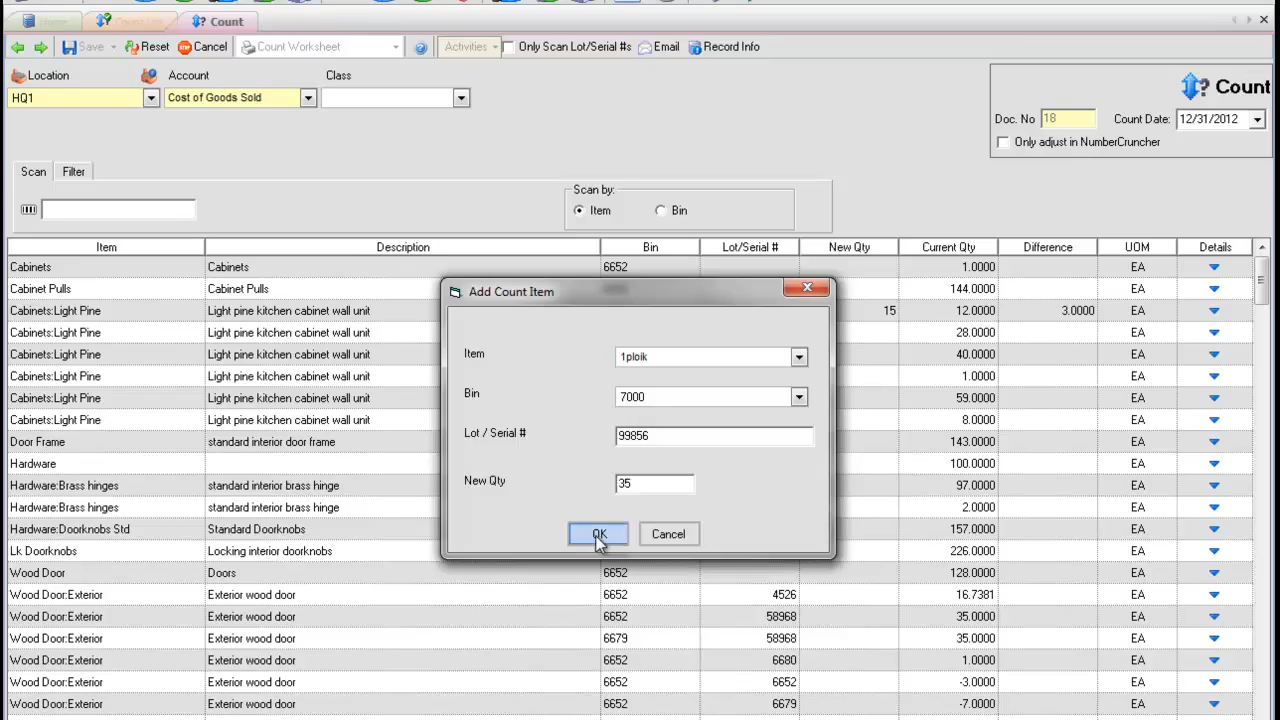 Count
Save Reset Cancel Count Worksheet Activities Only Scan Lot/Serial #s Email Record Info
Location Account Class
HQ1 Cost of Goods Sold
Count
Doc. No 18 Count Date: 12/31/2012
Only adjust in NumberCruncher
Scan Filter
Scan by:
Item Bin
Item Description Bin Lot/Serial # New Qty Current Qty Difference UOM Details
Cabinets Cabinets 6652 1.0000 EA
Cabinet Pulls Cabinet Pulls 144.0000 EA
Cabinets:Light Pine Light pine kitchen cabinet wall unit 15 12.0000 3.0000 EA
Cabinets:Light Pine Light pine kitchen cabinet wall unit 28.0000 EA
Cabinets:Light Pine Light pine kitchen cabinet wall unit 40.0000 EA
Cabinets:Light Pine Light pine kitchen cabinet wall unit 1.0000 EA
Cabinets:Light Pine Light pine kitchen cabinet wall unit 59.0000 EA
Cabinets:Light Pine Light pine kitchen cabinet wall unit 8.0000 EA
Door Frame standard interior door frame 143.0000 EA
Hardware 100.0000 EA
Hardware:Brass hinges standard interior brass hinge 97.0000 EA
Hardware:Brass hinges standard interior brass hinge 2.0000 EA
Hardware:Doorknobs Std Standard Doorknobs 157.0000 EA
Lk Doorknobs Locking interior doorknobs 226.0000 EA
Wood Door Doors 6652 128.0000 EA
Wood Door:Exterior Exterior wood door 6652 4526 16.7381 EA
Wood Door:Exterior Exterior wood door 6652 58968 35.0000 EA
Wood Door:Exterior Exterior wood door 6679 58968 35.0000 EA
Wood Door:Exterior Exterior wood door 6652 6680 1.0000 EA
Wood Door:Exterior Exterior wood door 6652 6652 -3.0000 EA
Wood Door:Exterior Exterior wood door 6652 6679 -7.0000 EA
Add Count Item
Item 1ploik
Bin 7000
Lot / Serial # 99856
New Qty 35
OK Cancel